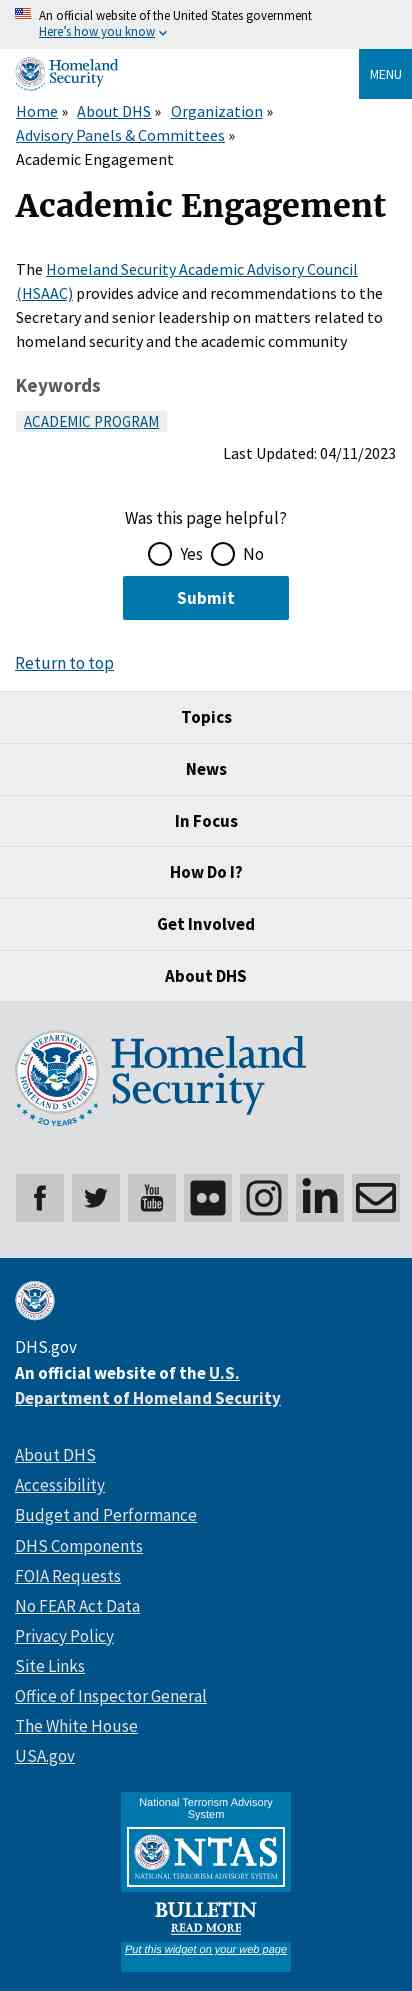 An official website of the United States government
Here's how you know
Homeland
Security
MENU
Home » About DHS » Organization »
Advisory Panels & Committees »
Academic Engagement
Academic Engagement
The Homeland Security Academic Advisory Council
(HSAAC) provides advice and recommendations to the
Secretary and senior leadership on matters related to
homeland security and the academic community
Keywords
ACADEMIC PROGRAM
Last Updated: 04/11/2023
Was this page helpful?
Yes No
Submit
Return to top
Topics
News
In Focus
How Do I?
Get Involved
About DHS
U.S. DEPARTMENT OF
HOMELAND SECURITY
20 YEARS
Homeland
Security
You
Tube
in
DHS.gov
An official website of the U.S.
Department of Homeland Security
About DHS
Accessibility
Budget and Performance
DHS Components
FOIA Requests
No FEAR Act Data
Privacy Policy
Site Links
Office of Inspector General
The White House
USA.gov
National Terrorism Advisory
System
NTAS
NATIONAL TERRORISM ADVISORY SYSTEM
BULLETIN
READ MORE
Put this widget on your web page